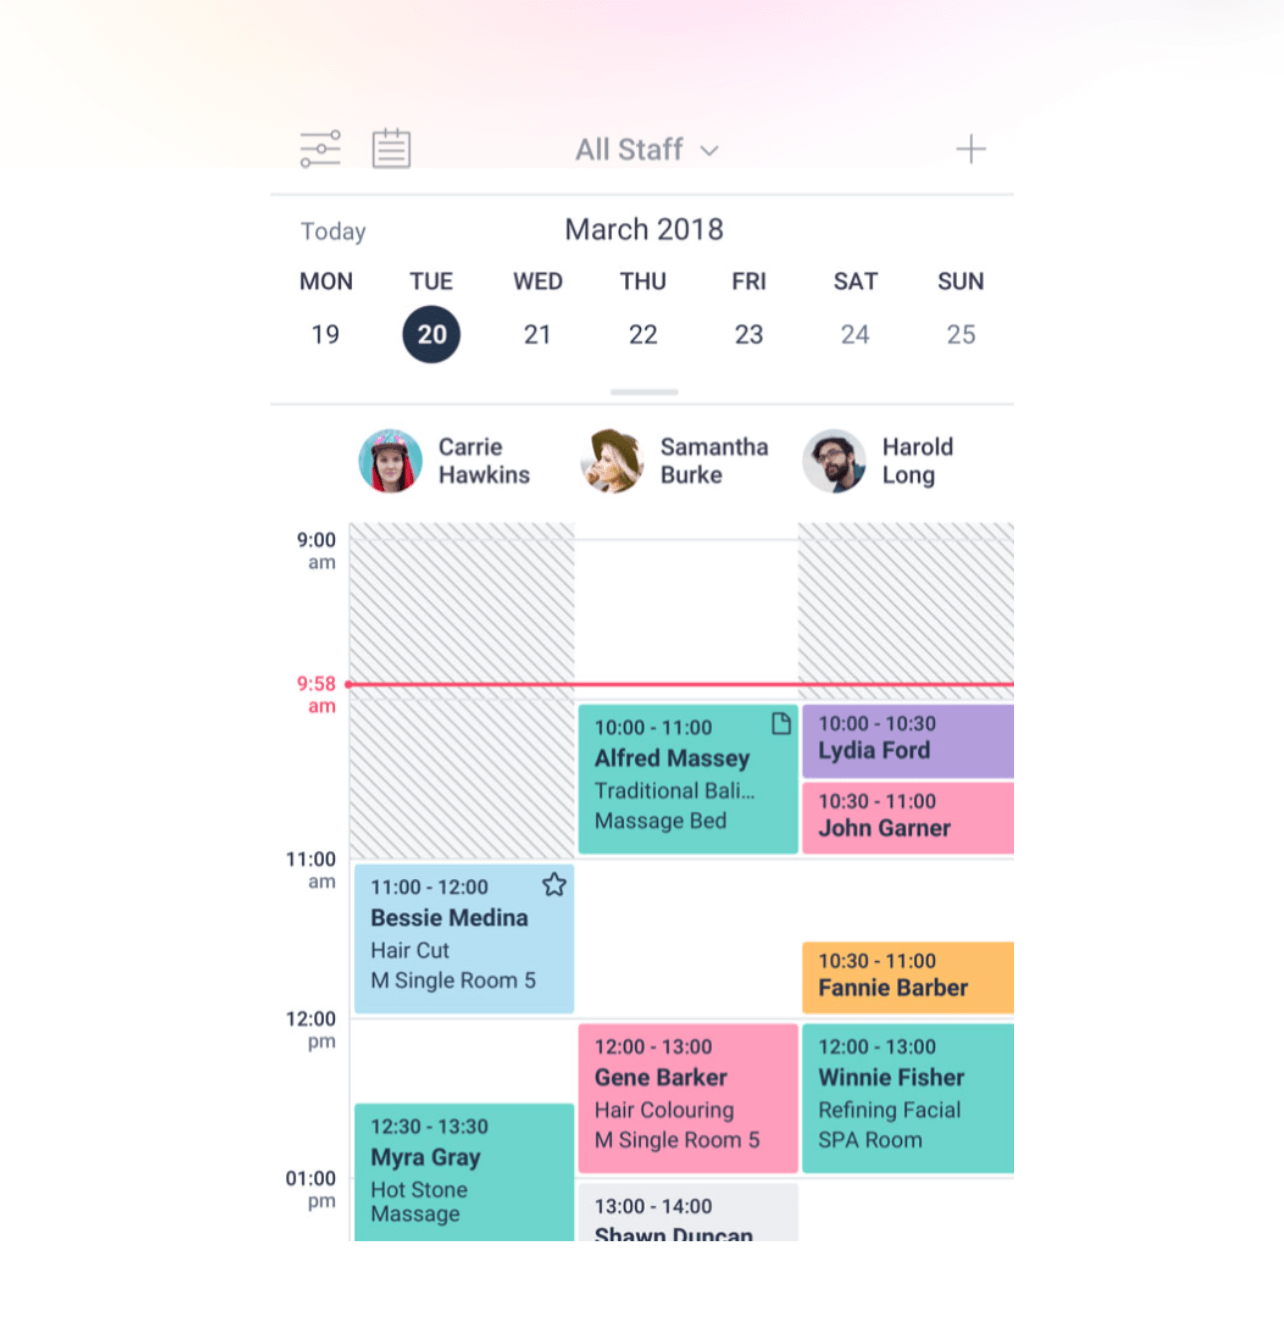 All Staff
Today
March 2018
MON TUE WED THU FRI SAT SUN
19 20 21 22 23 24 25
Carrie
Hawkins
Samantha
Burke
Harold
Long
9:00
am
9:58
am
10:00 - 11:00
Alfred Massey
Traditional Bali...
Massage Bed
10:00 - 10:30
Lydia Ford
10:30 - 11:00
John Garner
11:00
am
11:00 - 12:00
Bessie Medina
Hair Cut
M Single Room 5
10:30 - 11:00
Fannie Barber
12:00
pm
12:00 - 13:00
Gene Barker
Hair Colouring
M Single Room 5
12:00 - 13:00
Winnie Fisher
Refining Facial
SPA Room
12:30 - 13:30
Myra Gray
Hot Stone
Massage
01:00
pm
13:00 - 14:00
Shawn Duncan